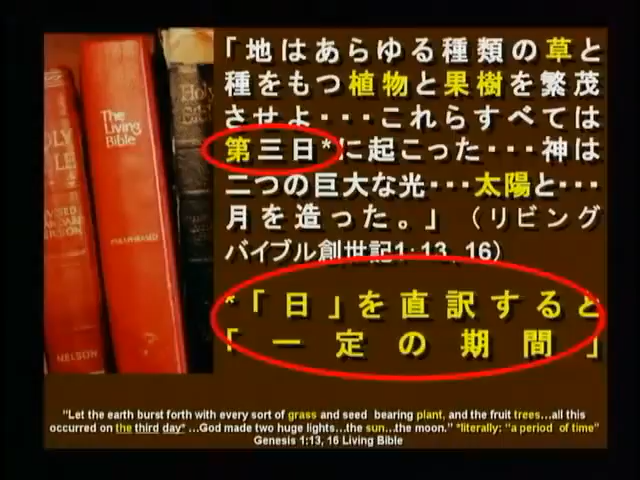 「地はあらゆる種類の草と
種をもつ植物と果樹を繁茂
させよ・・・これらすべては
第三日*に起こった・・・神は
二つの巨大な光・・・太陽と・・・
月を造った。」（リビング
バイブル創世記1:13, 16）
*「日」を直訳すると
「一定の期間」
The
Living
Bible
PARAPHRASED
HOLY
BIBLE
NELSON
Holy
"Let the earth burst forth with every sort of grass and seed bearing plant, and the fruit trees…all this
occurred on the third day* …God made two huge lights…the sun…the moon." *literally: "a period of time"
Genesis 1:13, 16 Living Bible